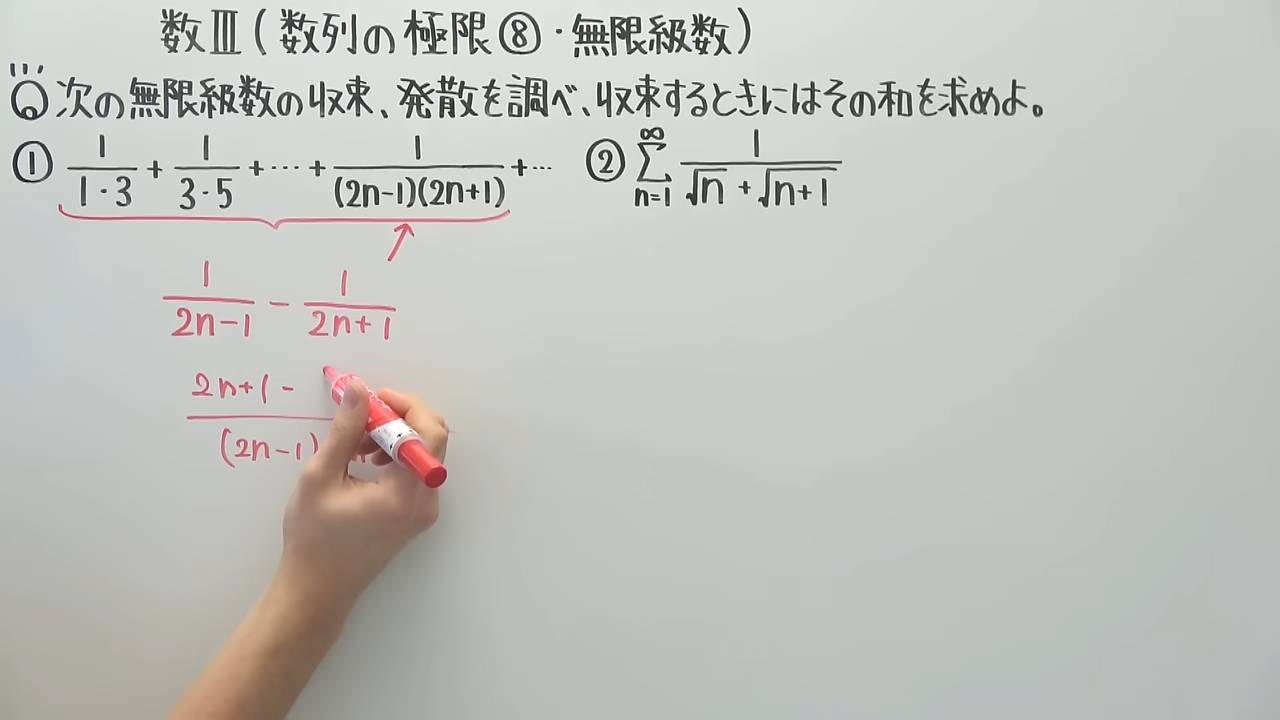 数Ⅲ(数列の極限⑧・無限級数)
Q 次の無限級数の収束、発散を調べ、収束するときにはその和を求めよ。
① 1/(1・3) + 1/(3・5) + … + 1/((2n-1)(2n+1)) + …
② ∞Σn=1 1/(√n + √n+1)
1/(2n-1) - 1/(2n+1)
2n+1 -
(2n-1)